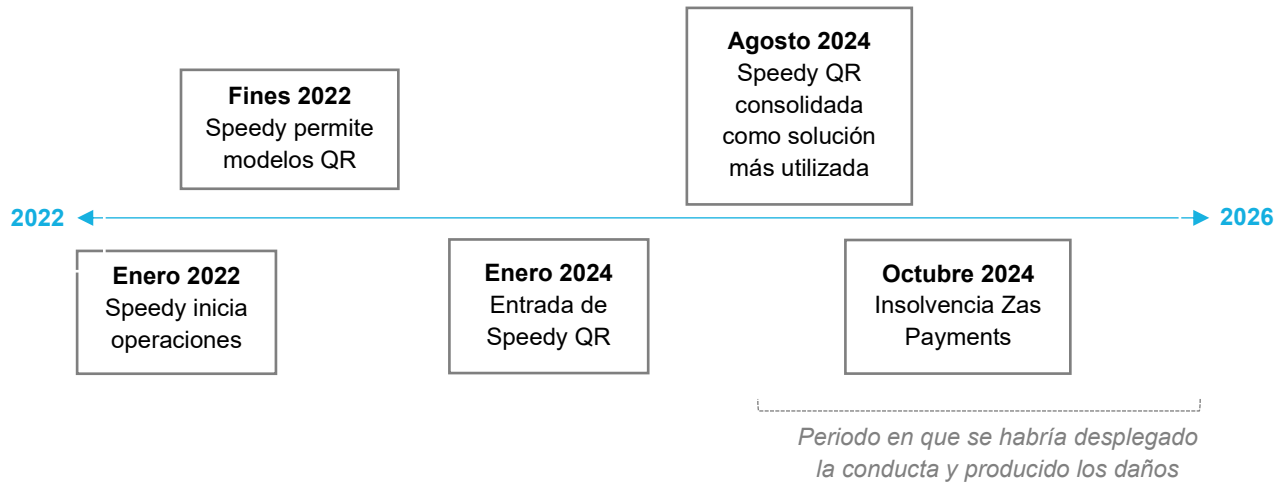 Agosto 2024
Speedy QR
consolidada
como solución
más utilizada
Fines 2022
Speedy permite
modelos QR
2022
2026
Enero 2022
Speedy inicia
operaciones
Enero 2024
Entrada de
Speedy QR
Octubre 2024
Insolvencia Zas
Payments
Periodo en que se habría desplegado
la conducta y producido los daños